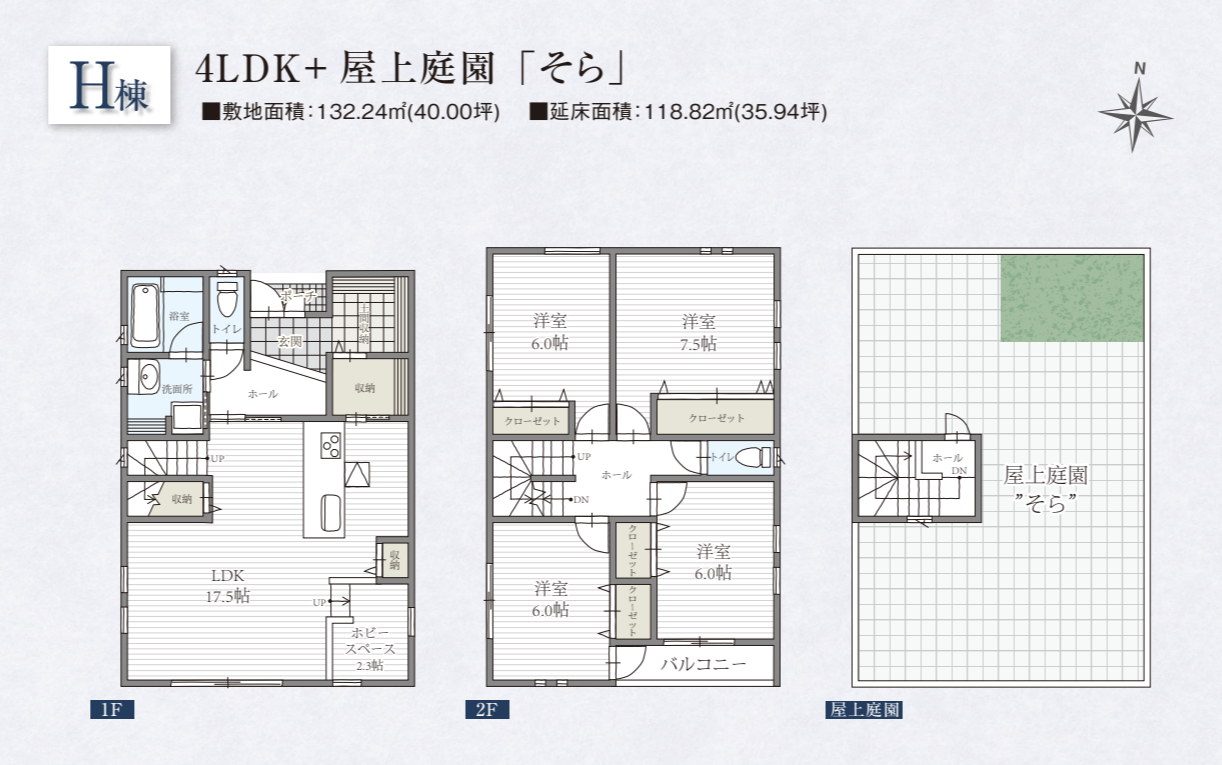 H棟
4LDK+ 屋上庭園「そら」
■敷地面積：132.24㎡(40.00坪) ■延床面積：118.82㎡(35.94坪)
N
浴室
トイレ
ポーチ
玄関
土間収納
洗面所
ホール
収納
UP
収納
LDK
17.5帖
収納
UP
ホビー
スペース
2.3帖
1F
洋室
6.0帖
洋室
7.5帖
クローゼット
クローゼット
UP
ホール
トイレ
DN
クローゼット
洋室
6.0帖
洋室
6.0帖
クローゼット
バルコニー
2F
ホール
DN
屋上庭園
”そら”
屋上庭園